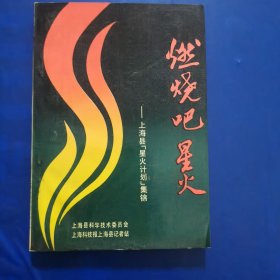 燃烧吧星火
——上海县「星火计划」集锦
上海县科学技术委员会
上海科技报上海县记者站